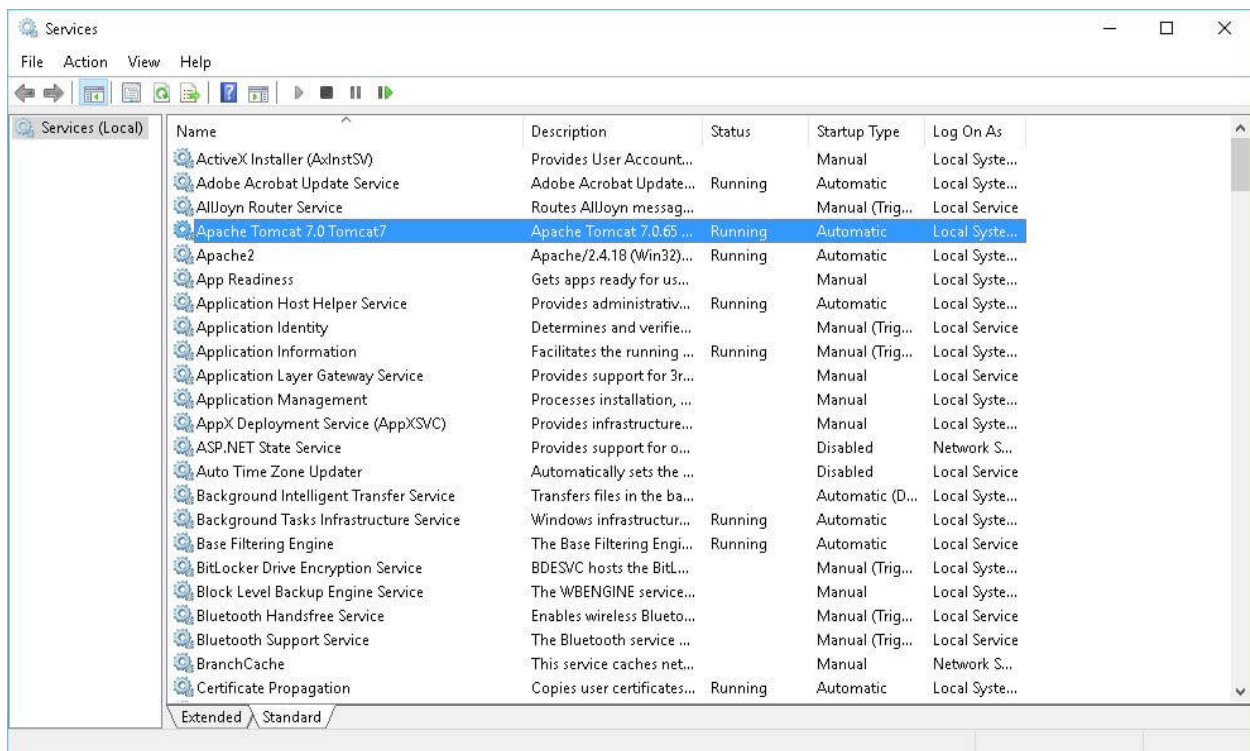 Services
File Action View Help
Services (Local)
Name Description Status Startup Type Log On As
ActiveX Installer (AxInstSV) Provides User Account... Manual Local Syste...
Adobe Acrobat Update Service Adobe Acrobat Update... Running Automatic Local Syste...
AllJoyn Router Service Routes AllJoyn messag... Manual (Trig... Local Service
Apache Tomcat 7.0 Tomcat7 Apache Tomcat 7.0.65 ... Running Automatic Local Syste...
Apache2 Apache/2.4.18 (Win32)... Running Automatic Local Syste...
App Readiness Gets apps ready for us... Manual Local Syste...
Application Host Helper Service Provides administrativ... Running Automatic Local Syste...
Application Identity Determines and verifie... Manual (Trig... Local Service
Application Information Facilitates the running ... Running Manual (Trig... Local Syste...
Application Layer Gateway Service Provides support for 3r... Manual Local Service
Application Management Processes installation, ... Manual Local Syste...
AppX Deployment Service (AppXSVC) Provides infrastructure... Manual Local Syste...
ASP.NET State Service Provides support for o... Disabled Network S...
Auto Time Zone Updater Automatically sets the ... Disabled Local Service
Background Intelligent Transfer Service Transfers files in the ba... Automatic (D... Local Syste...
Background Tasks Infrastructure Service Windows infrastructur... Running Automatic Local Syste...
Base Filtering Engine The Base Filtering Engi... Running Automatic Local Service
BitLocker Drive Encryption Service BDESVC hosts the BitL... Manual (Trig... Local Syste...
Block Level Backup Engine Service The WBENGINE service... Manual Local Syste...
Bluetooth Handsfree Service Enables wireless Blueto... Manual (Trig... Local Service
Bluetooth Support Service The Bluetooth service ... Manual (Trig... Local Service
BranchCache This service caches net... Manual Network S...
Certificate Propagation Copies user certificates... Running Automatic Local Syste...
Extended Standard